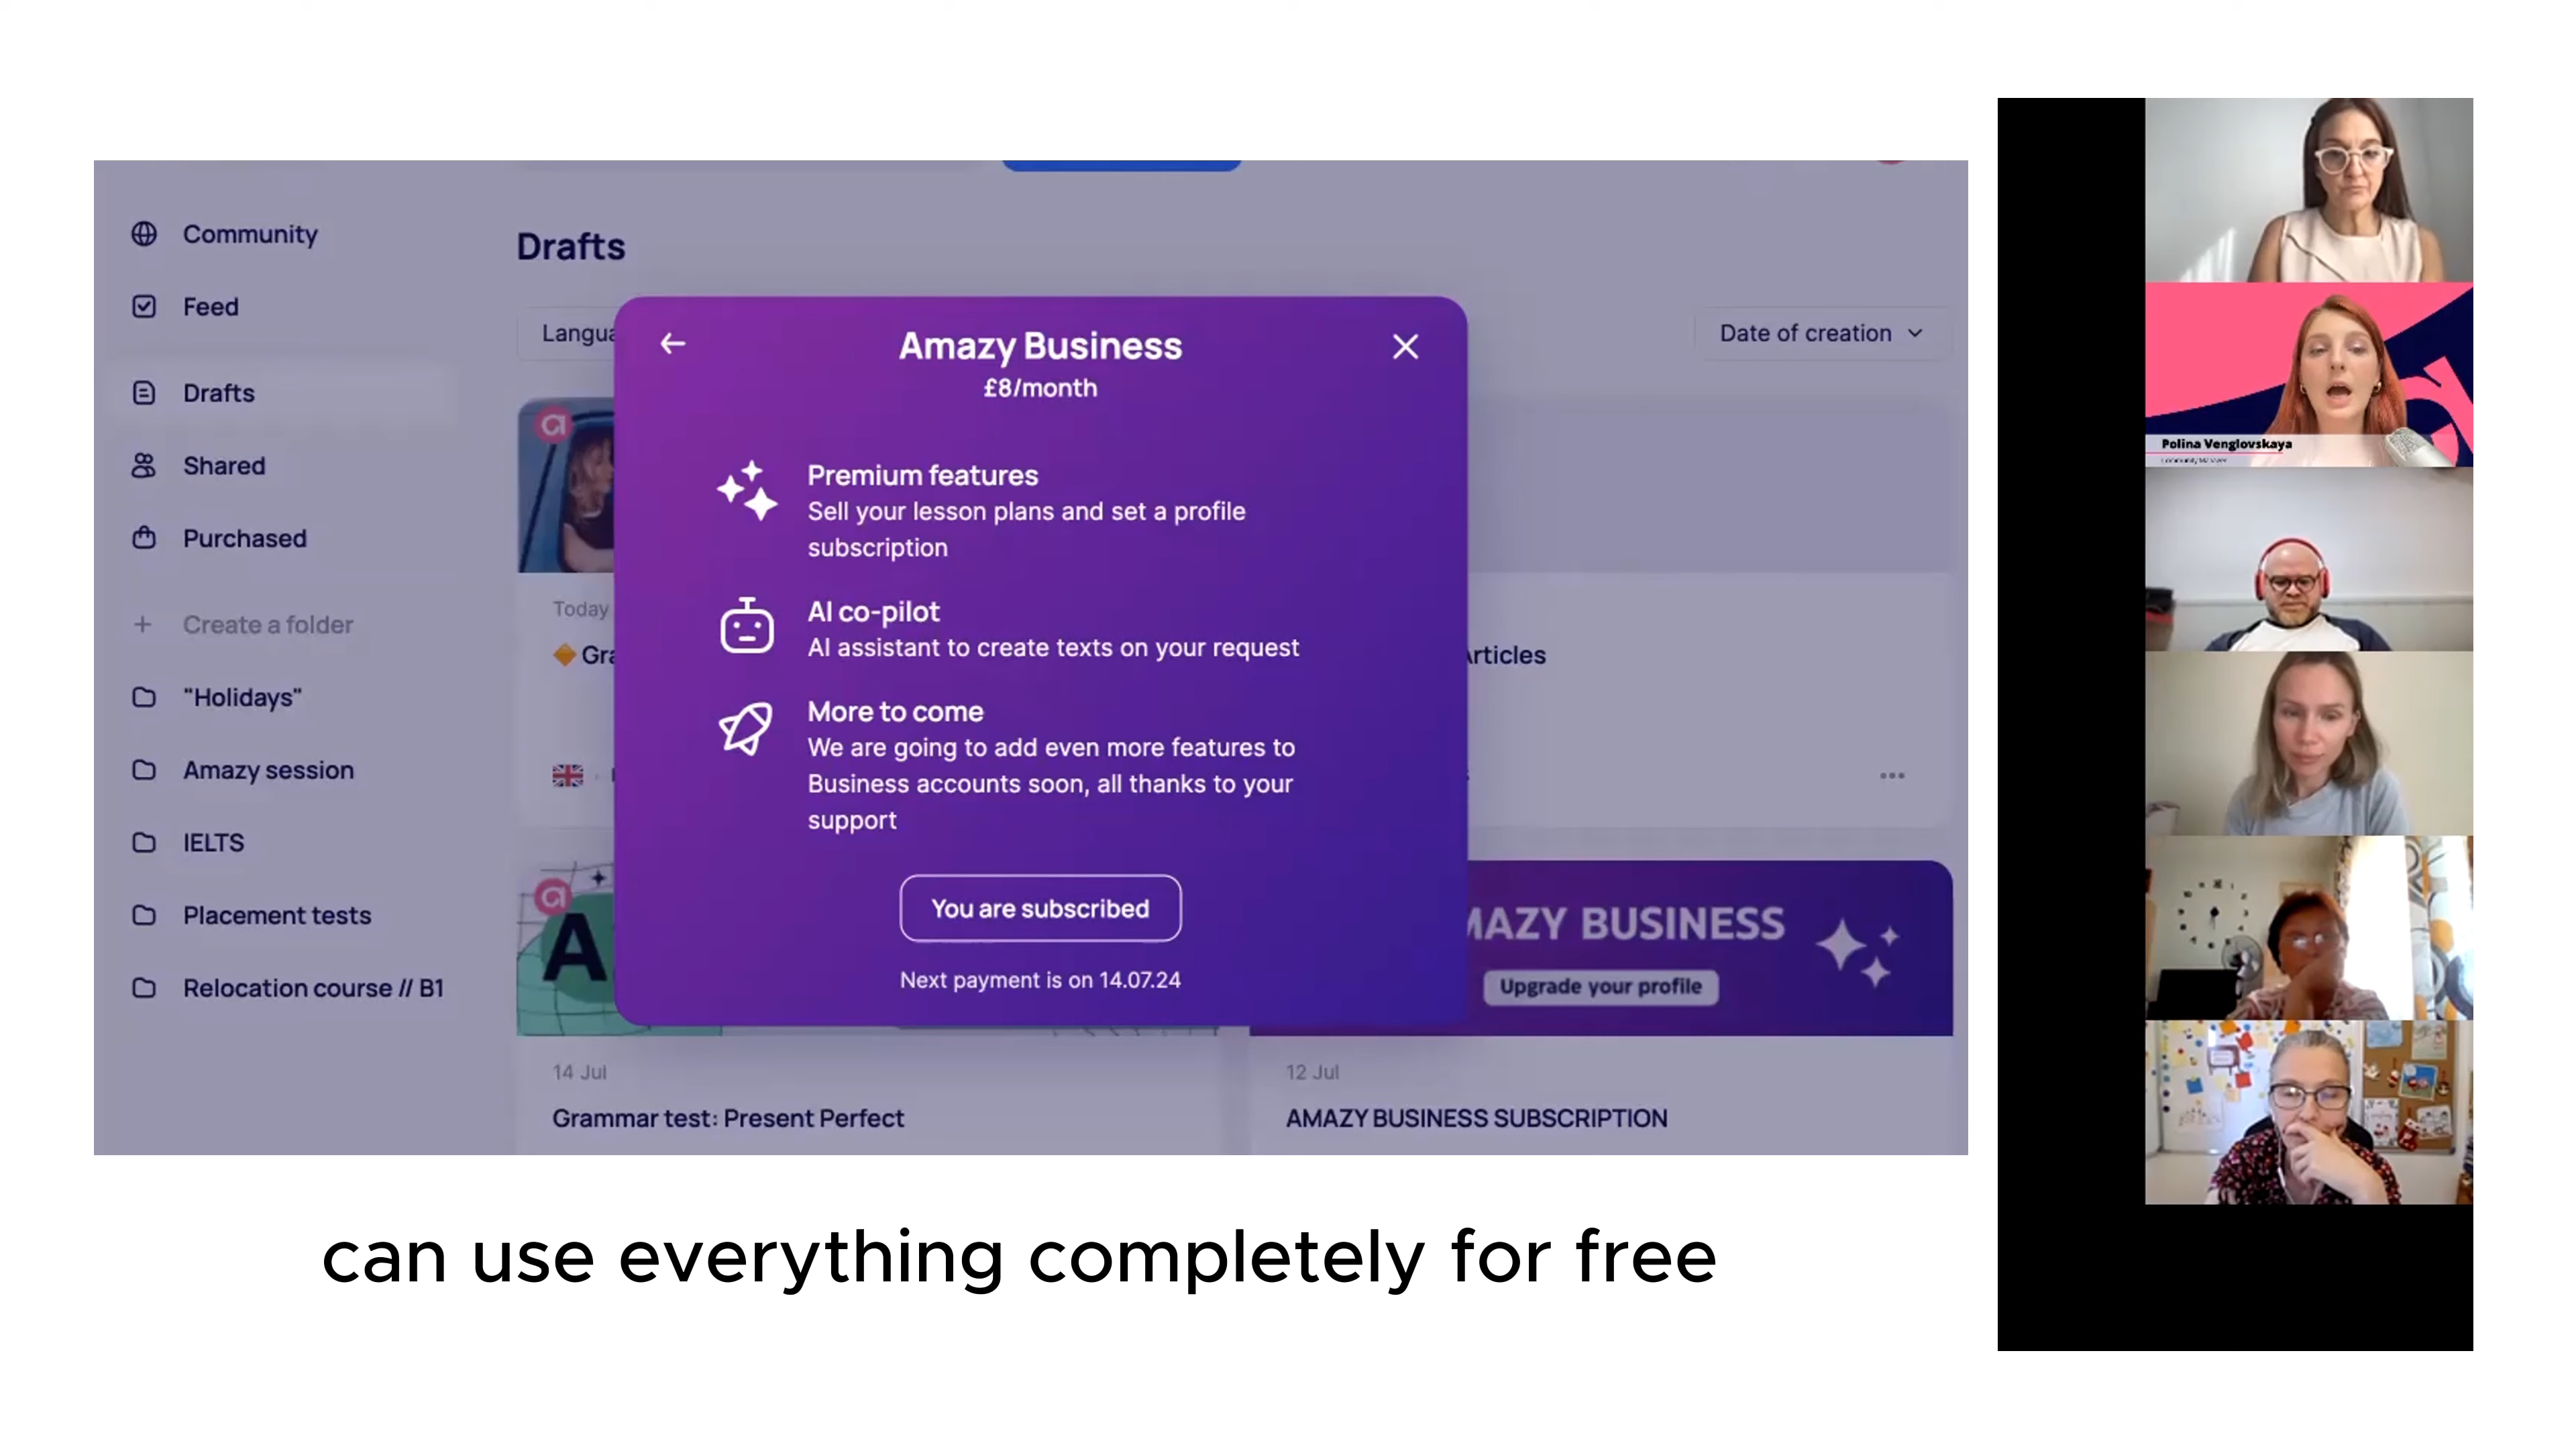 Community
Feed
Drafts
Shared
Purchased
+ Create a folder
"Holidays"
Amazy session
IELTS
Placement tests
Relocation course // B1
Drafts
Date of creation
Today
Amazy Business
£8/month
Premium features
Sell your lesson plans and set a profile
subscription
AI co-pilot
AI assistant to create texts on your request
More to come
We are going to add even more features to
Business accounts soon, all thanks to your
support
You are subscribed
Next payment is on 14.07.24
BUSINESS
Upgrade your profile
14 Jul
Grammar test: Present Perfect
12 Jul
AMAZY BUSINESS SUBSCRIPTION
Polina Venglovskaya
Community Manager
can use everything completely for free